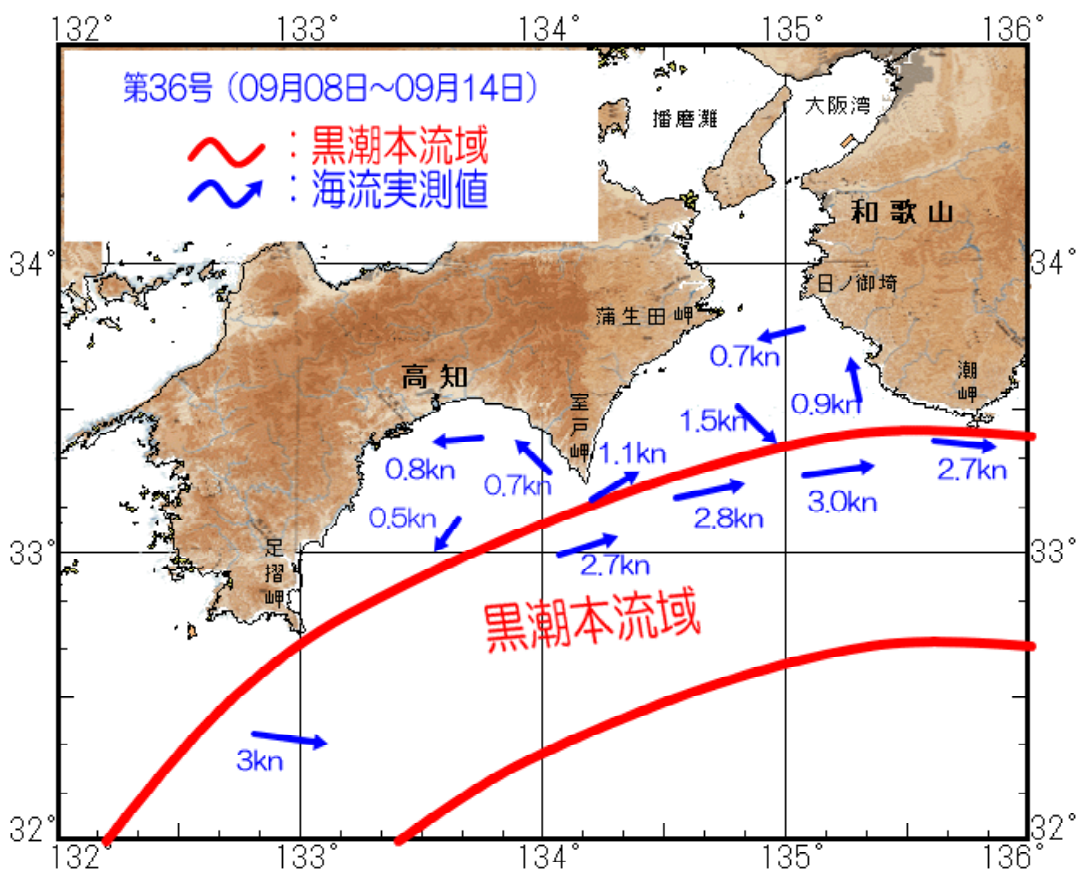 132°
133°
134°
135°
136°
第36号（09月08日〜09月14日）
：黒潮本流域
：海流実測値
播磨灘
大阪湾
和歌山
34°
34°
日ノ御埼
蒲生田岬
0.7kn
潮岬
高知
室戸岬
0.9kn
1.5kn
1.1kn
0.8kn
0.7kn
2.7kn
3.0kn
2.8kn
0.5kn
33°
33°
足摺岬
2.7kn
黒潮本流域
3kn
32°
32°
132°
133°
134°
135°
136°